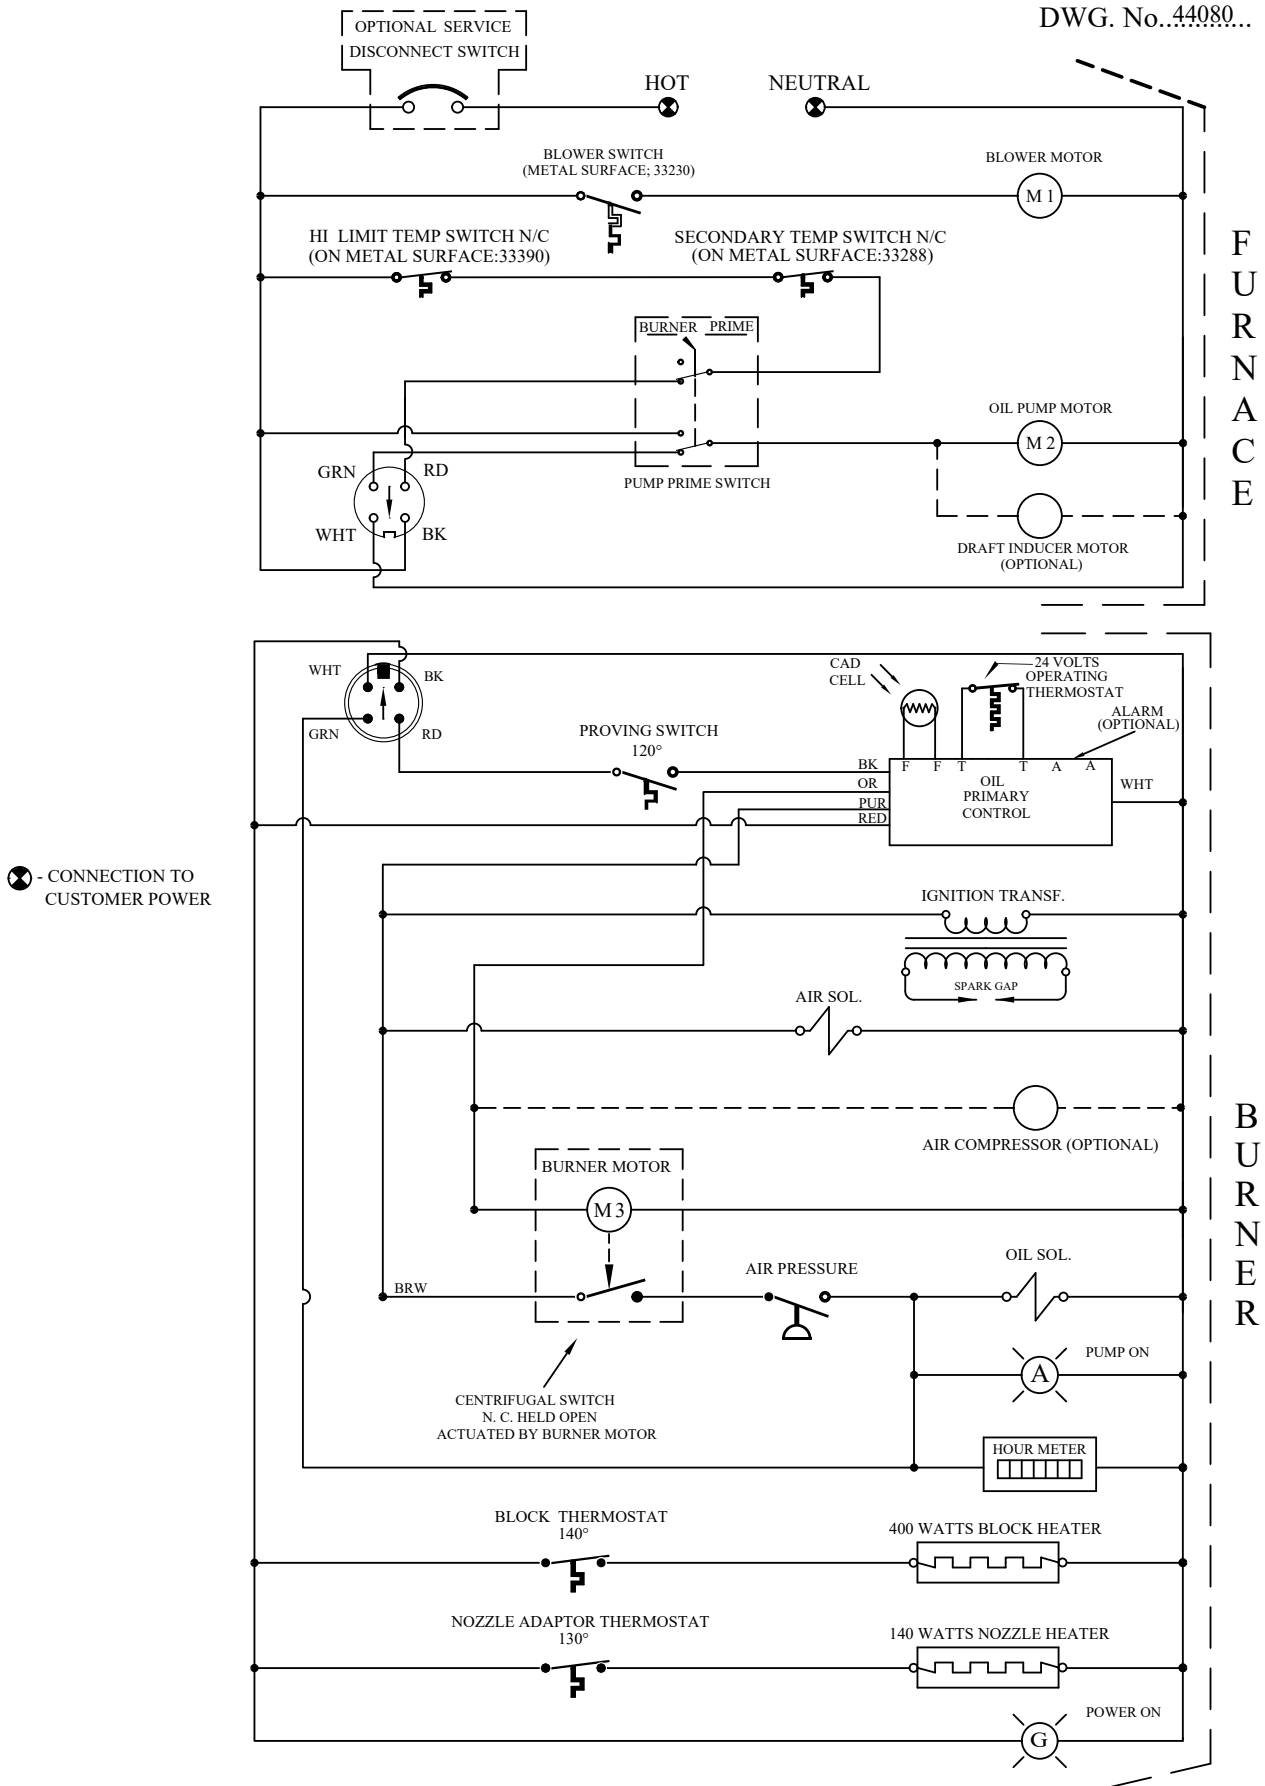 DWG. No..44080...
OPTIONAL SERVICE
DISCONNECT SWITCH
HOT
NEUTRAL
BLOWER SWITCH
(METAL SURFACE; 33230)
BLOWER MOTOR
M 1
HI LIMIT TEMP SWITCH N/C
(ON METAL SURFACE:33390)
SECONDARY TEMP SWITCH N/C
(ON METAL SURFACE:33288)
FURNACE
BURNER PRIME
OIL PUMP MOTOR
M 2
GRN
RD
PUMP PRIME SWITCH
WHT
BK
DRAFT INDUCER MOTOR
(OPTIONAL)
WHT
BK
GRN
RD
CAD
CELL
24 VOLTS
OPERATING
THERMOSTAT
ALARM
(OPTIONAL)
PROVING SWITCH
120°
BK
OR
PUR
RED
F F T T A A
OIL
PRIMARY
CONTROL
WHT
- CONNECTION TO
CUSTOMER POWER
IGNITION TRANSF.
SPARK GAP
AIR SOL.
AIR COMPRESSOR (OPTIONAL)
BURNER
BURNER MOTOR
M 3
BRW
AIR PRESSURE
OIL SOL.
PUMP ON
A
CENTRIFUGAL SWITCH
N. C. HELD OPEN
ACTUATED BY BURNER MOTOR
HOUR METER
BLOCK THERMOSTAT
140°
400 WATTS BLOCK HEATER
NOZZLE ADAPTOR THERMOSTAT
130°
140 WATTS NOZZLE HEATER
POWER ON
G